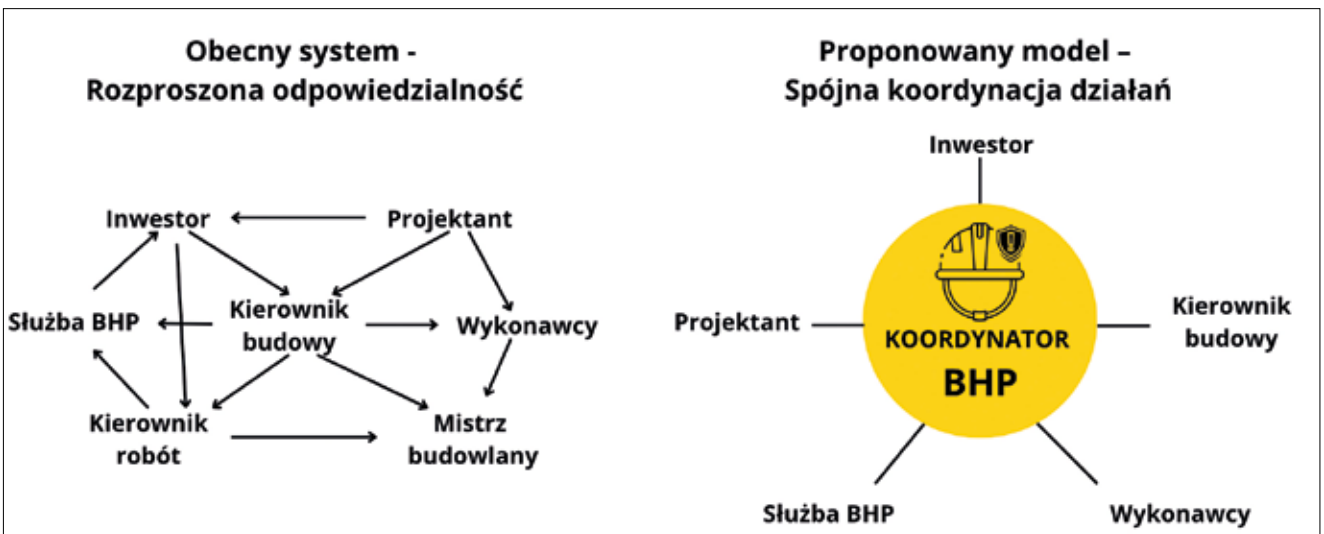 Obecny system -
Rozproszona odpowiedzialność
Inwestor
Projektant
Służba BHP
Kierownik
budowy
Wykonawcy
Kierownik
robót
Mistrz
budowlany
Proponowany model –
Spójna koordynacja działań
Inwestor
Projektant
KOORDYNATOR
BHP
Kierownik
budowy
Służba BHP
Wykonawcy